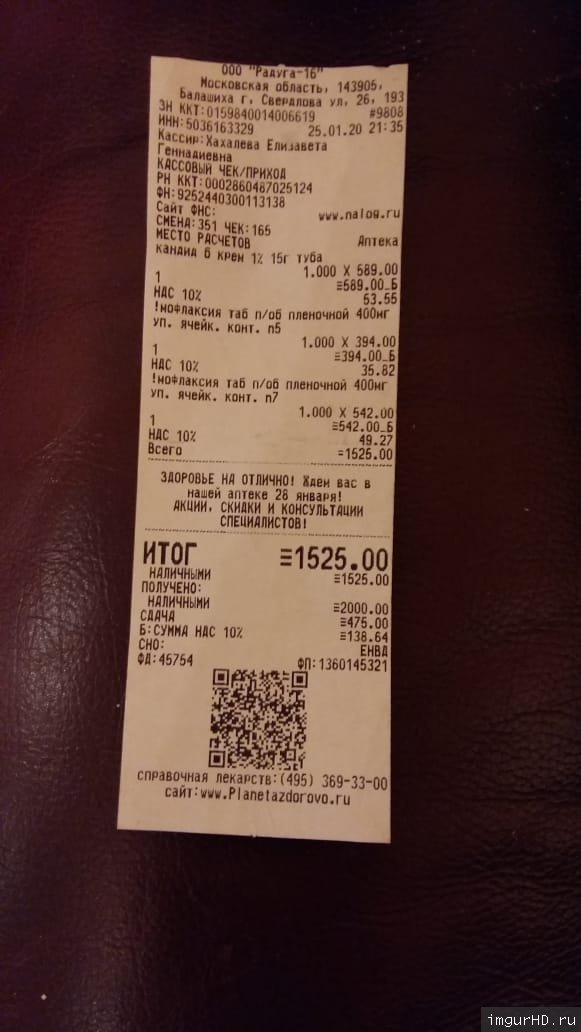 ООО "Радуга-16"
Московская область, 143905,
Балашиха г, Свердлова ул, 26, 193
ЗН ККТ:0159840014006619 #9808
ИНН:5036163329 25.01.20 21:35
Кассир:Хахалева Елизавета
Геннадиевна
КАССОВЫЙ ЧЕК/ПРИХОД
РН ККТ:0002860487025124
ФН:9252440300113138
Сайт ФНС: www.nalog.ru
СМЕНА:351 ЧЕК:165
МЕСТО РАСЧЕТОВ Аптека
кандид б крем 1% 15г туба
1 1.000 X 589.00
≡589.00_Б
НДС 10% 53.55
!мофлаксия таб п/об пленочной 400мг
уп. ячейк. конт. n5
1 1.000 X 394.00
≡394.00_Б
НДС 10% 35.82
!мофлаксия таб п/об пленочной 400мг
уп. ячейк. конт. n7
1 1.000 X 542.00
≡542.00_Б
НДС 10% 49.27
Всего =1525.00
ЗДОРОВЬЕ НА ОТЛИЧНО! Ждем вас в
нашей аптеке 28 января!
АКЦИИ, СКИДКИ И КОНСУЛЬТАЦИИ
СПЕЦИАЛИСТОВ!
ИТОГ ≡1525.00
НАЛИЧНЫМИ ≡1525.00
ПОЛУЧЕНО:
НАЛИЧНЫМИ ≡2000.00
СДАЧА ≡475.00
Б:СУММА НДС 10% ≡138.64
СНО: ЕНВД
ФД:45754 ФП:1360145321
справочная лекарств:(495) 369-33-00
сайт:www.Planetazdorovo.ru
imgurHD.ru